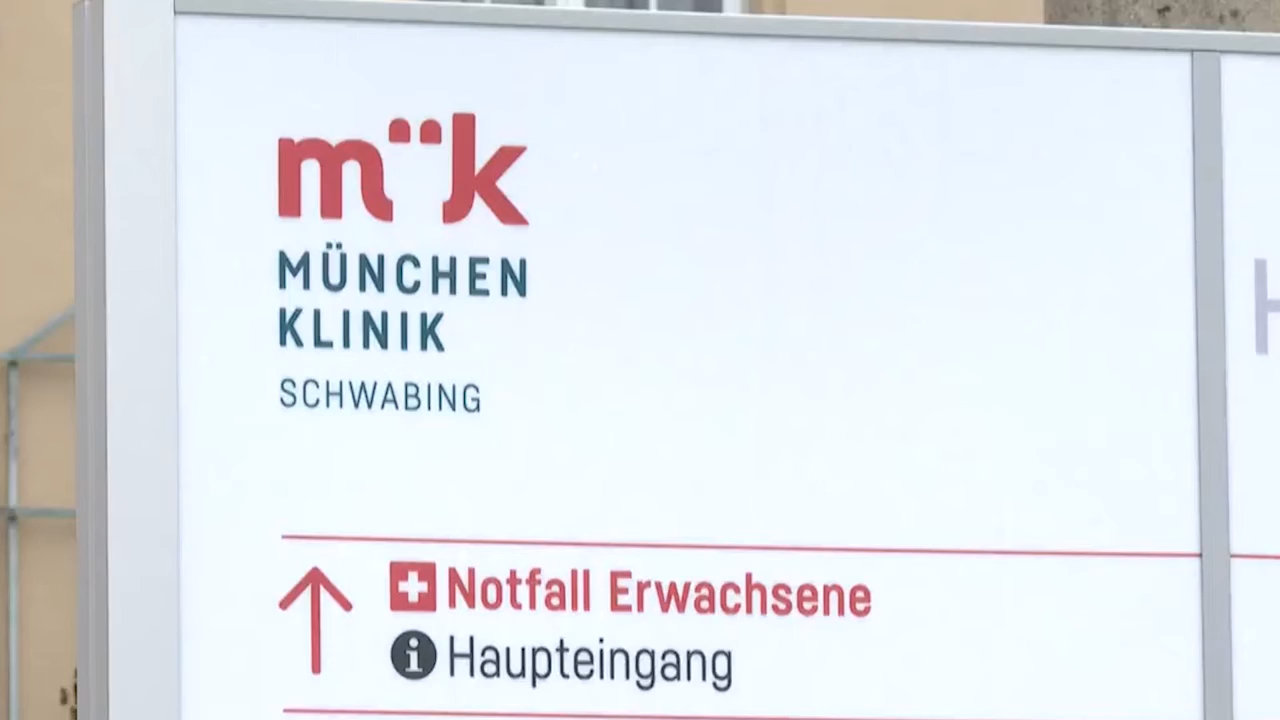 m¨k
MÜNCHEN
KLINIK
SCHWABING
Notfall Erwachsene
i Haupteingang
H